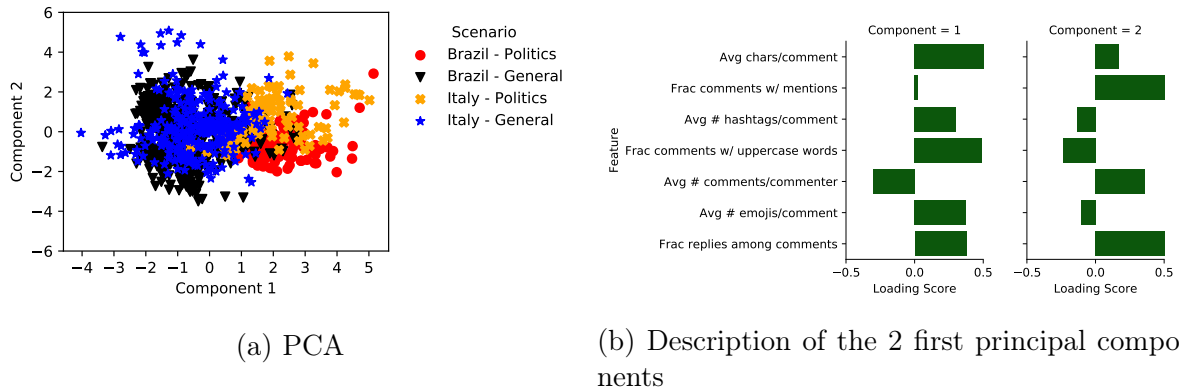 6
4
2
0
−2
−4
−6
Component 2
−4 −3 −2 −1 0 1 2 3 4 5
Component 1
Scenario
Brazil - Politics
Brazil - General
Italy - Politics
Italy - General
(a) PCA
Component = 1
Component = 2
Feature
Avg chars/comment
Frac comments w/ mentions
Avg # hashtags/comment
Frac comments w/ uppercase words
Avg # comments/commenter
Avg # emojis/comment
Frac replies among comments
−0.5 0.0 0.5
−0.5 0.0 0.5
Loading Score
Loading Score
(b) Description of the 2 first principal compo
nents